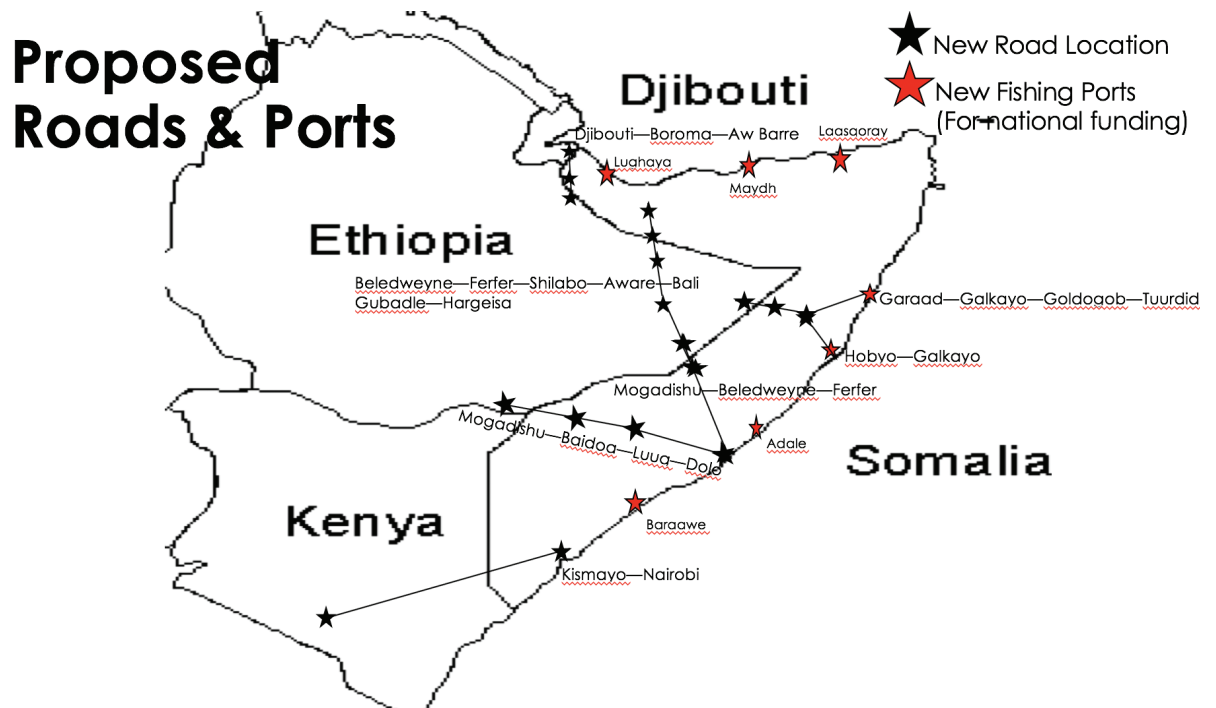 Proposed
Roads & Ports
New Road Location
New Fishing Ports
(For national funding)
Djibouti
Djibouti—Boroma—Aw Barre
Laasqoray
Lughaya
Maydh
Ethiopia
Beledweyne—Ferfer—Shilabo—Aware—Bali
Gubadle—Hargeisa
Garaad—Galkayo—Goldogob—Tuurdid
Hobyo—Galkayo
Mogadishu—Beledweyne—Ferfer
Mogadishu—Baidoa—Luuq—Dolo
Adale
Somalia
Kenya
Baraawe
Kismayo—Nairobi